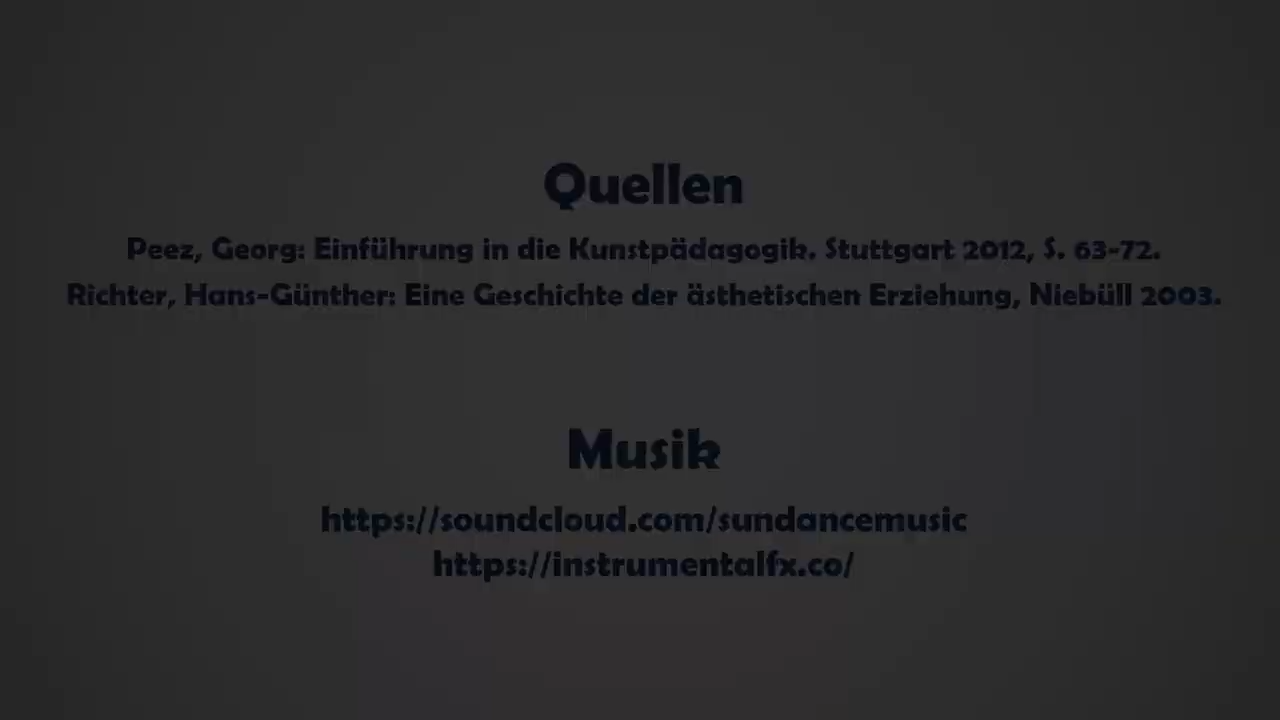 Quellen
Peez, Georg: Einführung in die Kunstpädagogik. Stuttgart 2012, S. 63-72.
Richter, Hans-Günther: Eine Geschichte der ästhetischen Erziehung, Niebüll 2003.
Musik
https://soundcloud.com/sundancemusic
https://instrumentalfx.co/